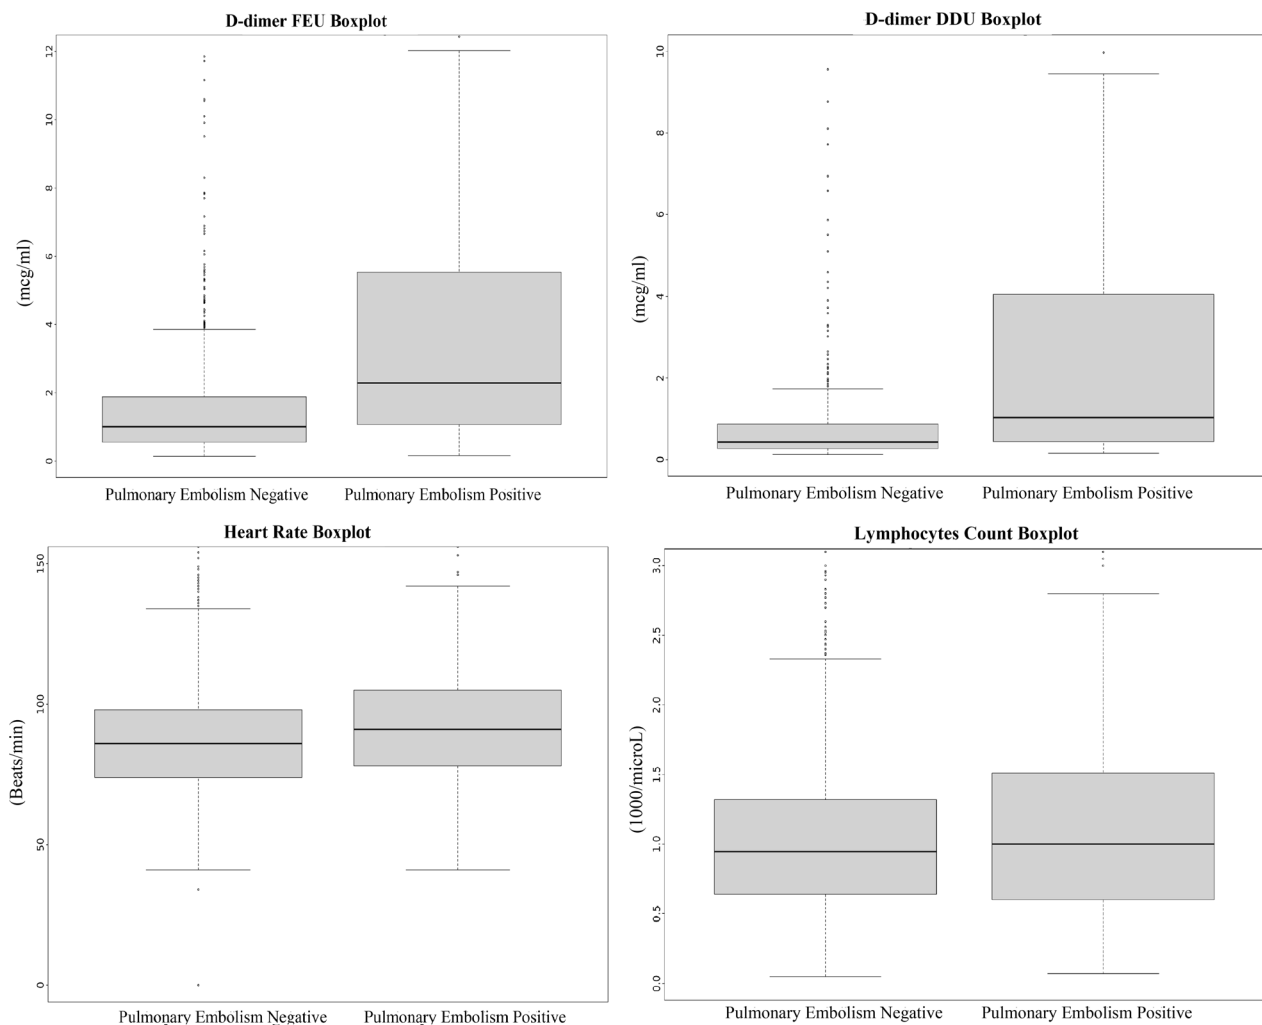 D-dimer FEU Boxplot
12
10
8
6
4
2
0
(mcg/ml)
Pulmonary Embolism Negative
Pulmonary Embolism Positive
D-dimer DDU Boxplot
10
8
6
4
2
0
(mcg/ml)
Pulmonary Embolism Negative
Pulmonary Embolism Positive
Heart Rate Boxplot
150
100
50
0
(Beats/min)
Pulmonary Embolism Negative
Pulmonary Embolism Positive
Lymphocytes Count Boxplot
3.0
2.5
2.0
1.5
1.0
0.5
0.0
(1000/microL)
Pulmonary Embolism Negative
Pulmonary Embolism Positive